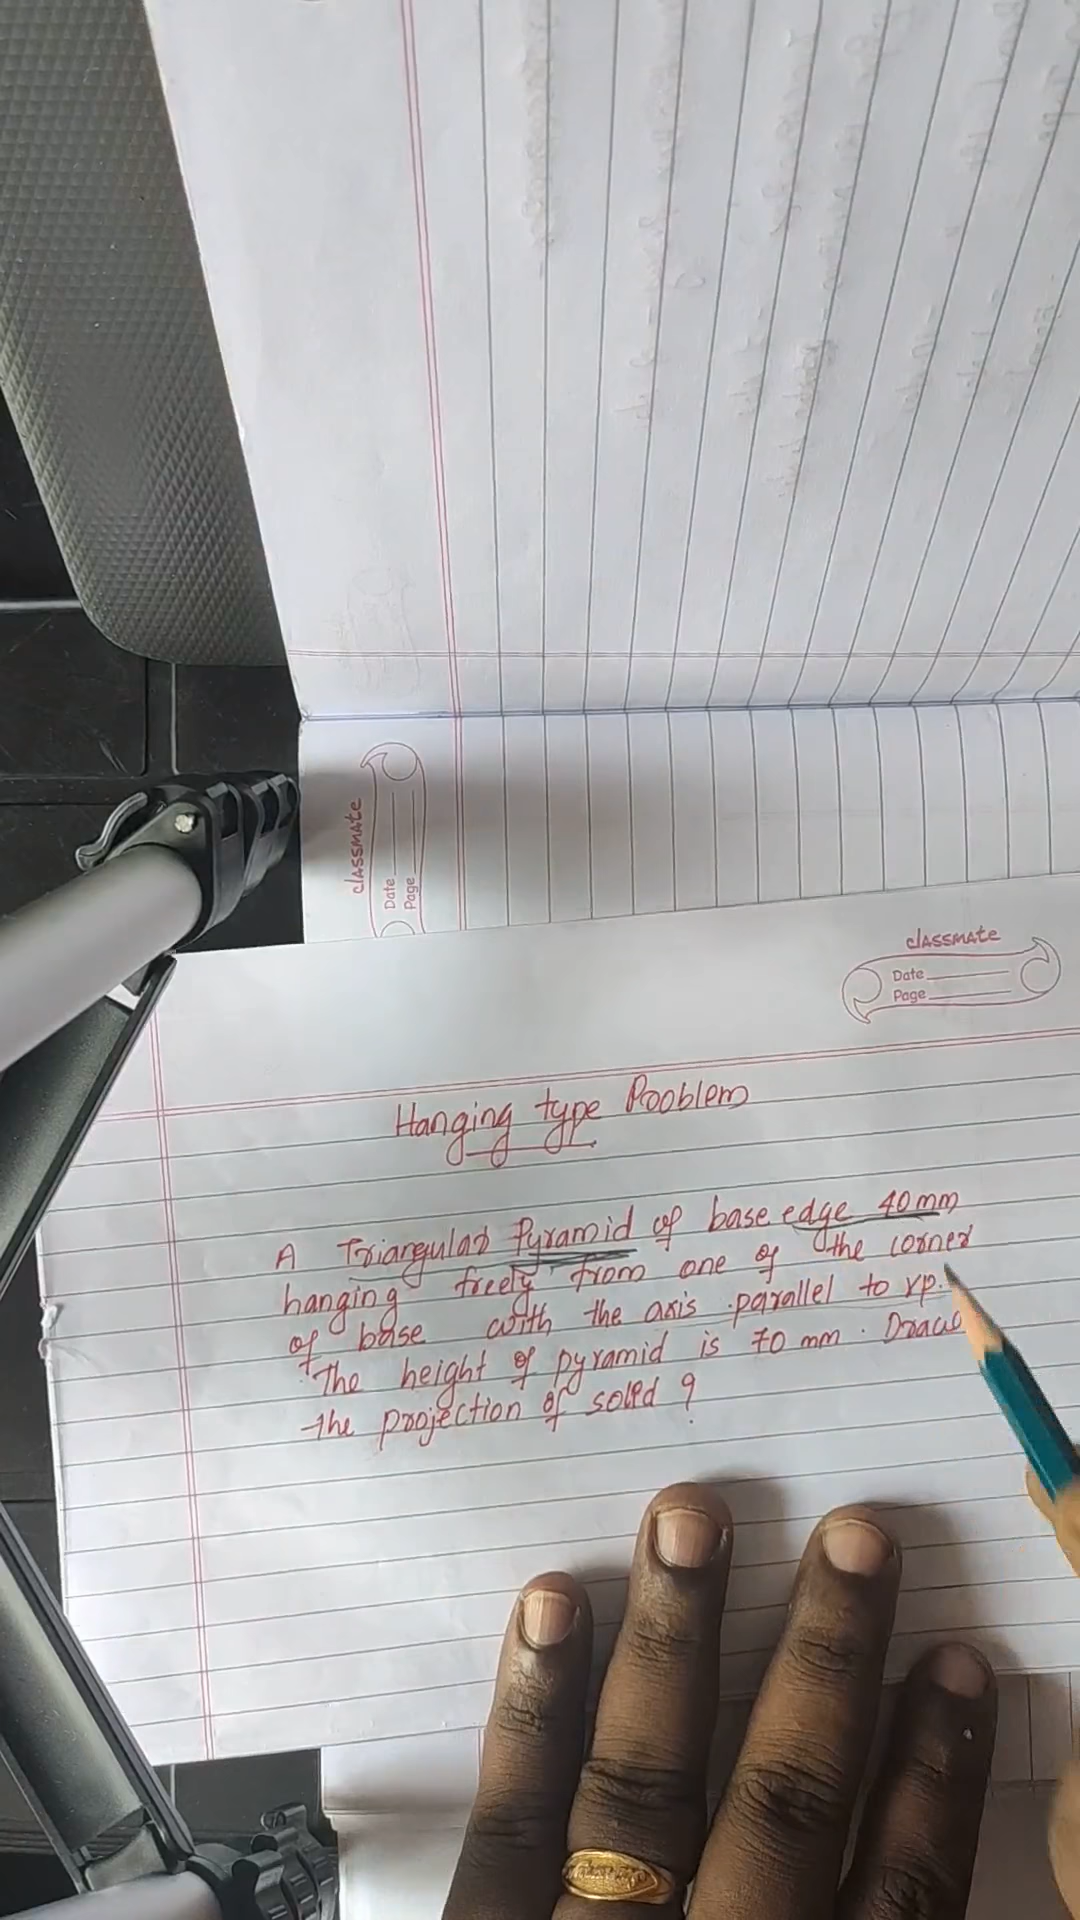 classmate
Date
Page
classmate
Date
Page
Hanging type Problem
A Triangular Pyramid of base edge 40mm
hanging freely from one of the corner
of base with the axis parallel to vp.
The height of pyramid is 70 mm. Draw
the projection of solid ?